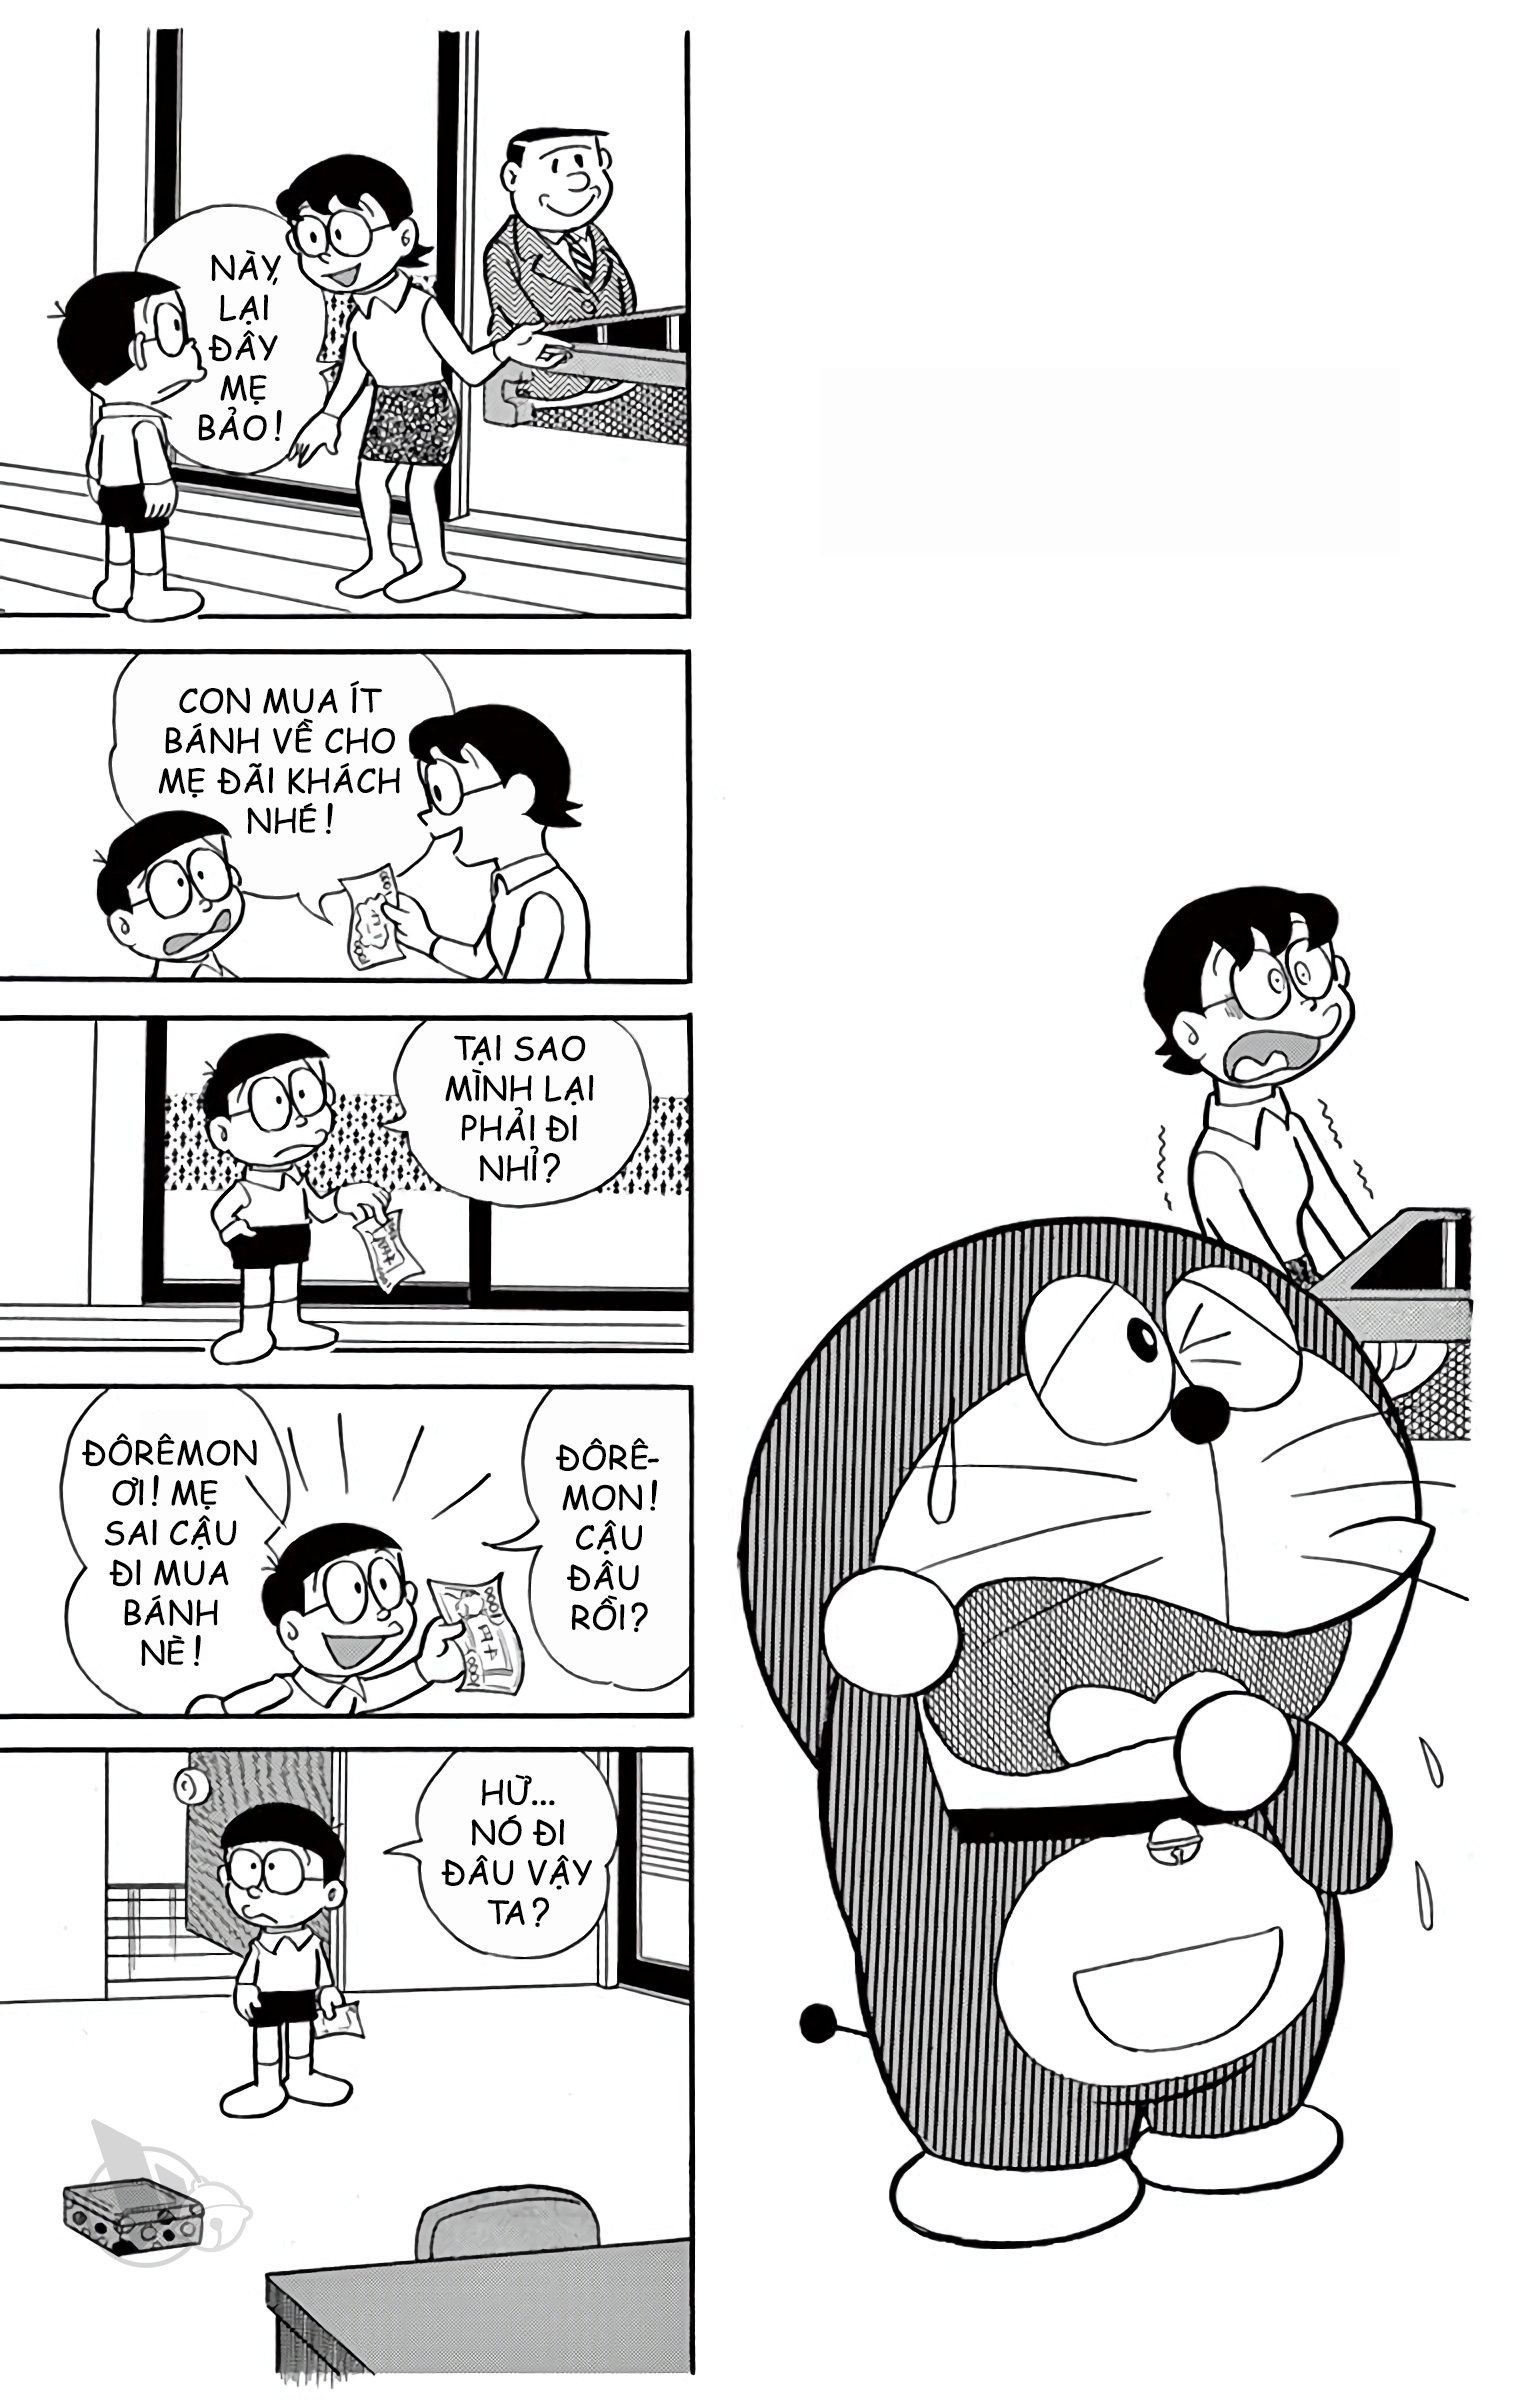 NÀY,
LẠI
ĐÂY
MẸ
BẢO!
CON MUA ÍT
BÁNH VỀ CHO
MẸ ĐÃI KHÁCH
NHÉ!
TẠI SAO
MÌNH LẠI
PHẢI ĐI
NHỈ?
ĐÔRÊMON
ƠI! MẸ
SAI CẬU
ĐI MUA
BÁNH
NÈ!
ĐÔRÊ-
MON!
CẬU
ĐÂU
RỒI?
HỪ...
NÓ ĐI
ĐÂU VẬY
TA?